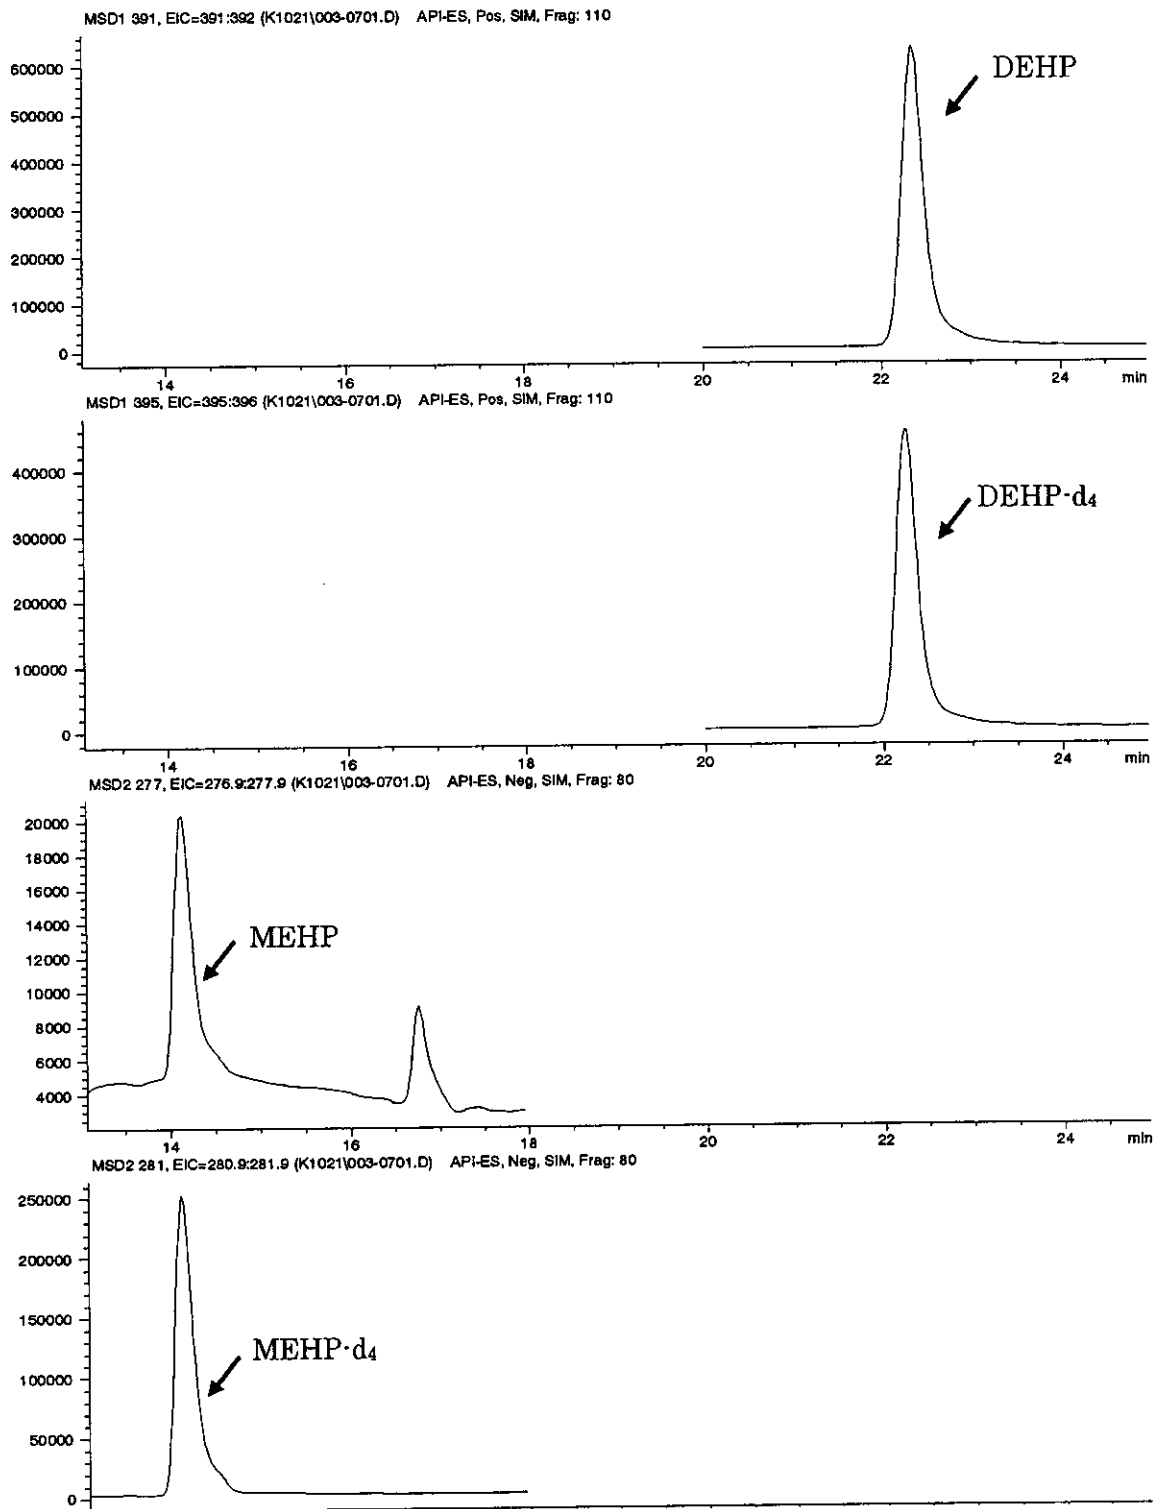 MSD1 391, EIC=391:392 (K1021\003-0701.D) API-ES, Pos, SIM, Frag: 110
DEHP
600000
500000
400000
300000
200000
100000
0
14 16 18 20 22 24 min
MSD1 395, EIC=395:396 (K1021\003-0701.D) API-ES, Pos, SIM, Frag: 110
DEHP-d4
400000
300000
200000
100000
0
14 16 18 20 22 24 min
MSD2 277, EIC=276.9:277.9 (K1021\003-0701.D) API-ES, Neg, SIM, Frag: 80
MEHP
20000
18000
16000
14000
12000
10000
8000
6000
4000
14 16 18 20 22 24 min
MSD2 281, EIC=280.9:281.9 (K1021\003-0701.D) API-ES, Neg, SIM, Frag: 80
250000
200000
150000
MEHP-d4
100000
50000
0